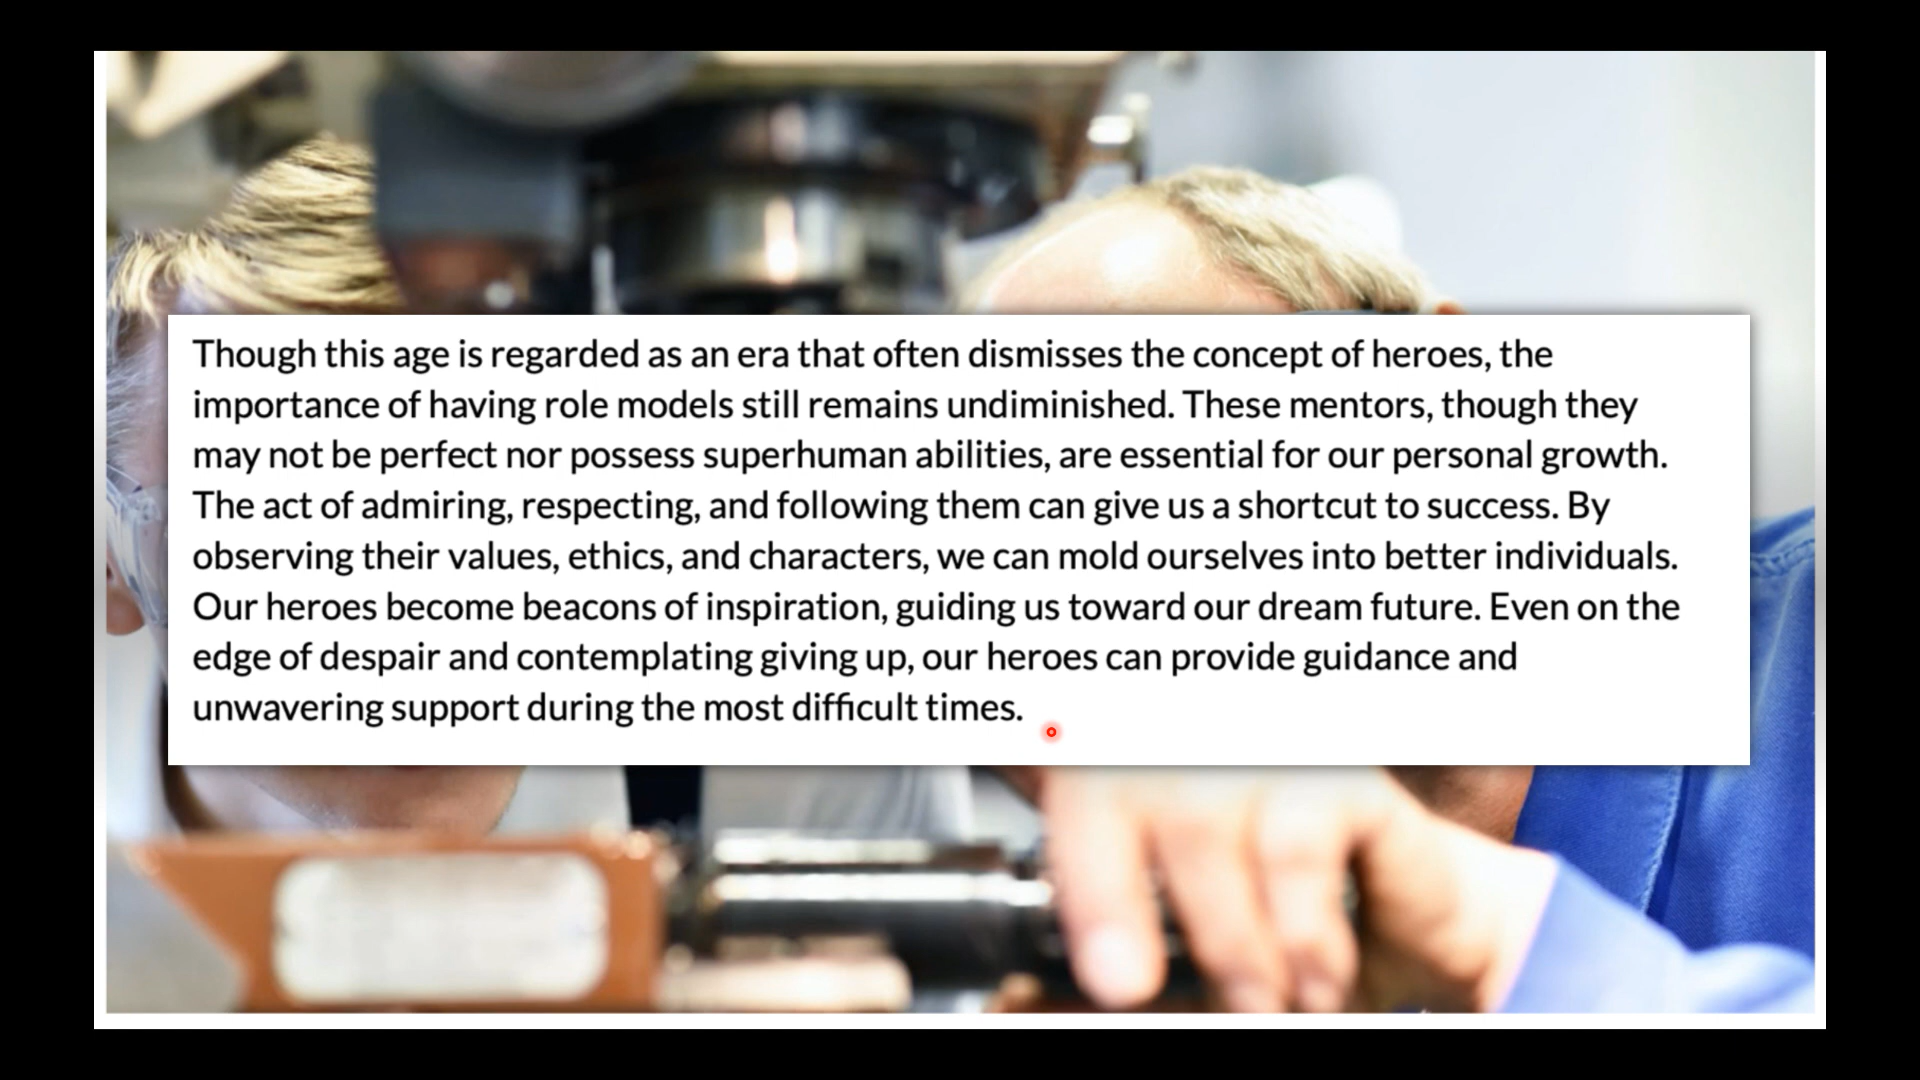 Though this age is regarded as an era that often dismisses the concept of heroes, the
importance of having role models still remains undiminished. These mentors, though they
may not be perfect nor possess superhuman abilities, are essential for our personal growth.
The act of admiring, respecting, and following them can give us a shortcut to success. By
observing their values, ethics, and characters, we can mold ourselves into better individuals.
Our heroes become beacons of inspiration, guiding us toward our dream future. Even on the
edge of despair and contemplating giving up, our heroes can provide guidance and
unwavering support during the most difficult times.